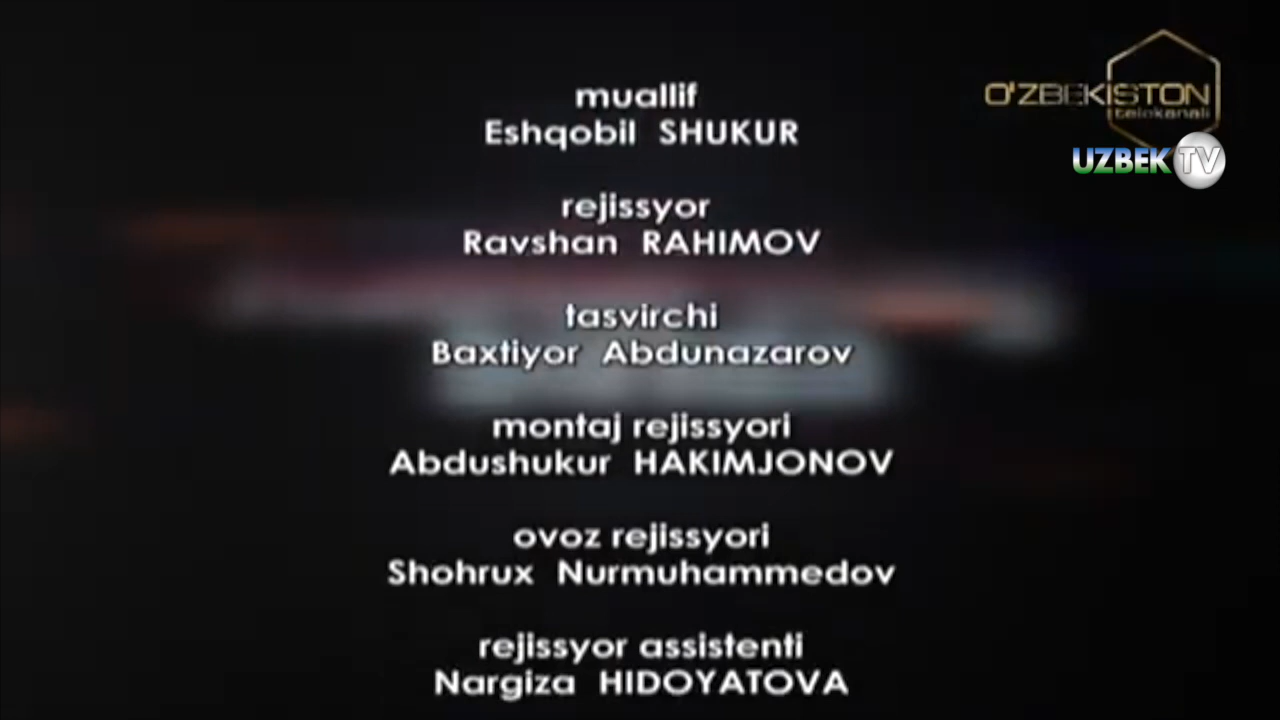 muallif
Eshqobil SHUKUR
rejissyor
Ravshan RAHIMOV
tasvirchi
Baxtiyor Abdunazarov
montaj rejissyori
Abdushukur HAKIMJONOV
ovoz rejissyori
Shohrux Nurmuhammedov
rejissyor assistenti
Nargiza HIDOYATOVA
O'ZBEKISTON
telekanali
UZBEK TV